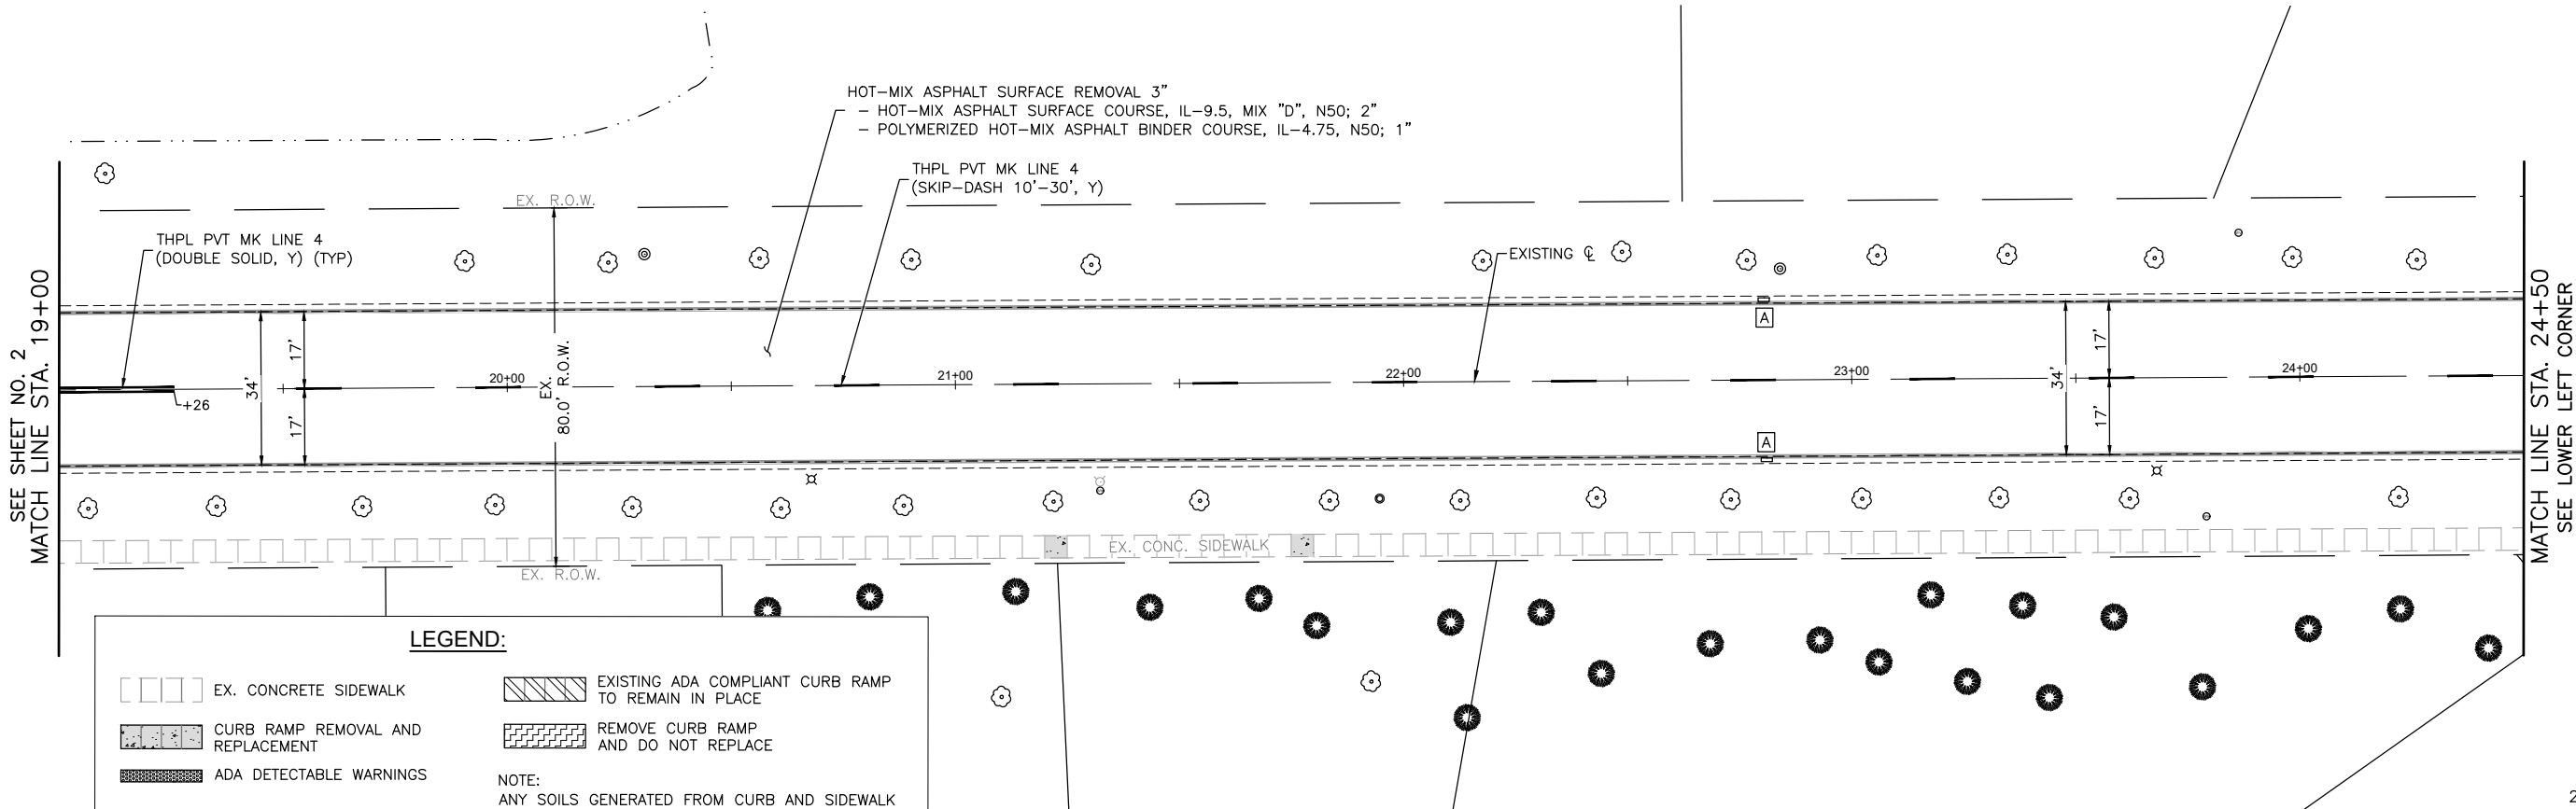 HOT-MIX ASPHALT SURFACE REMOVAL 3"
- HOT-MIX ASPHALT SURFACE COURSE, IL-9.5, MIX "D", N50; 2"
- POLYMERIZED HOT-MIX ASPHALT BINDER COURSE, IL-4.75, N50; 1"
THPL PVT MK LINE 4
(SKIP-DASH 10'-30', Y)
EX. R.O.W.
THPL PVT MK LINE 4
(DOUBLE SOLID, Y) (TYP)
EXISTING ℄
SEE SHEET NO. 2
MATCH LINE STA. 19+00
34'
17'
17'
+26
20+00
EX.
80.0' R.O.W.
21+00
22+00
23+00
24+00
A
A
34'
17'
17'
MATCH LINE STA. 24+50
SEE LOWER LEFT CORNER
EX. CONC. SIDEWALK
EX. R.O.W.
LEGEND:
EX. CONCRETE SIDEWALK
CURB RAMP REMOVAL AND
REPLACEMENT
ADA DETECTABLE WARNINGS
EXISTING ADA COMPLIANT CURB RAMP
TO REMAIN IN PLACE
REMOVE CURB RAMP
AND DO NOT REPLACE
NOTE:
ANY SOILS GENERATED FROM CURB AND SIDEWALK